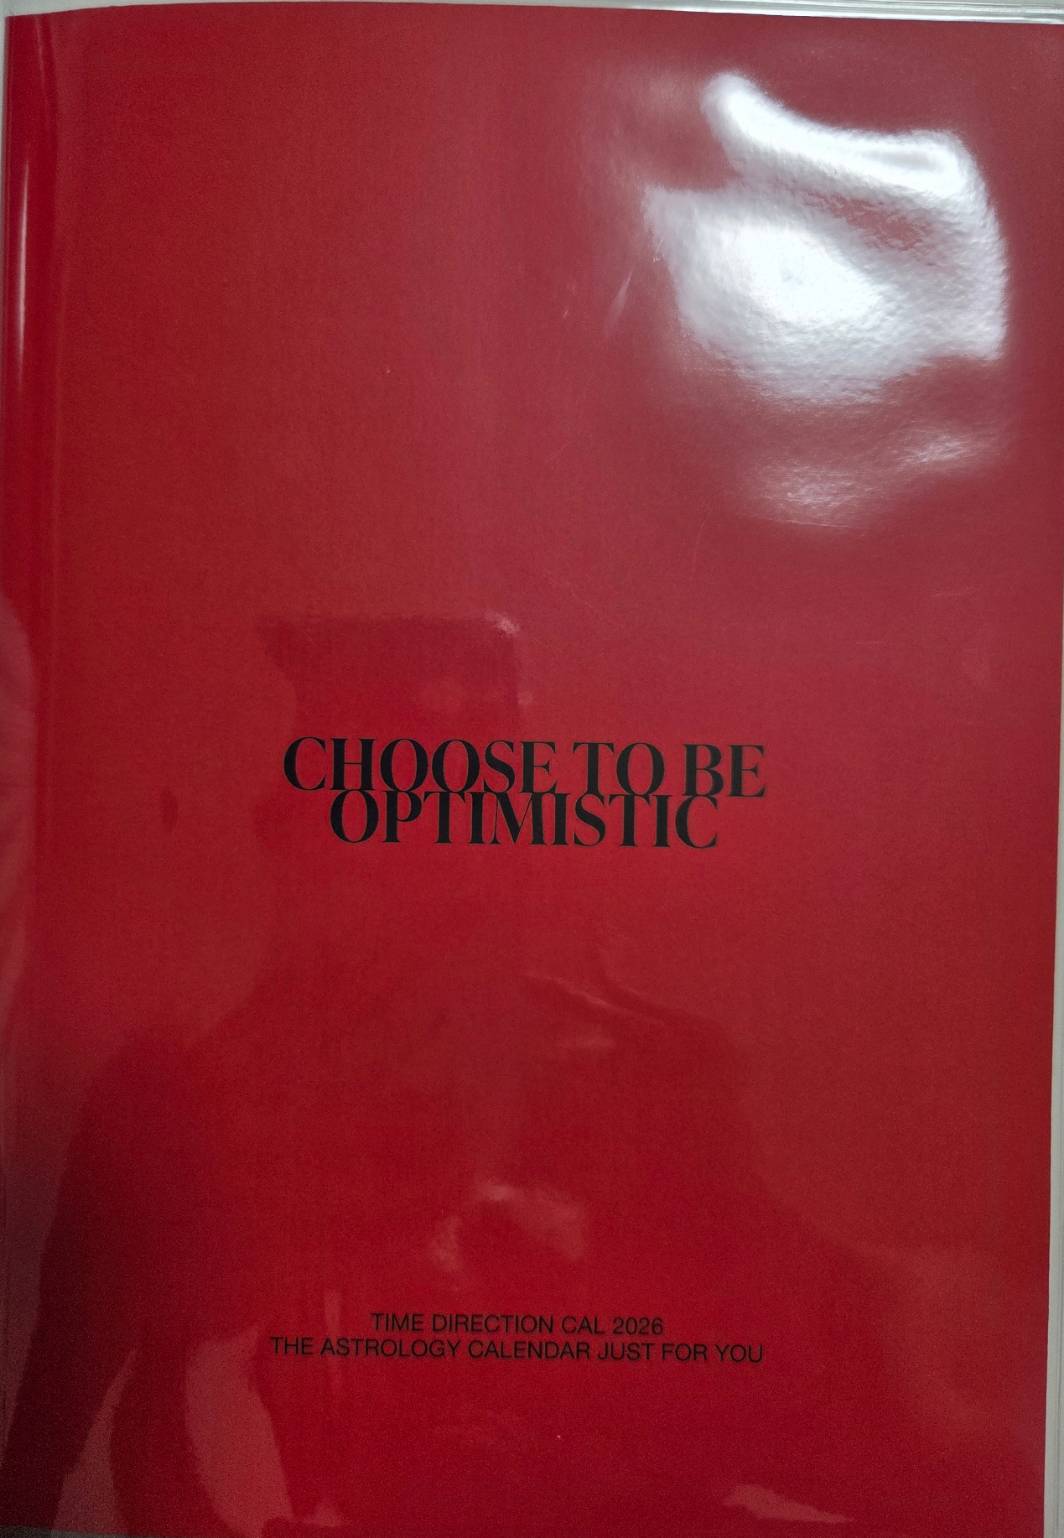 CHOOSE TO BE
OPTIMISTIC
TIME DIRECTION CAL 2026
THE ASTROLOGY CALENDAR JUST FOR YOU